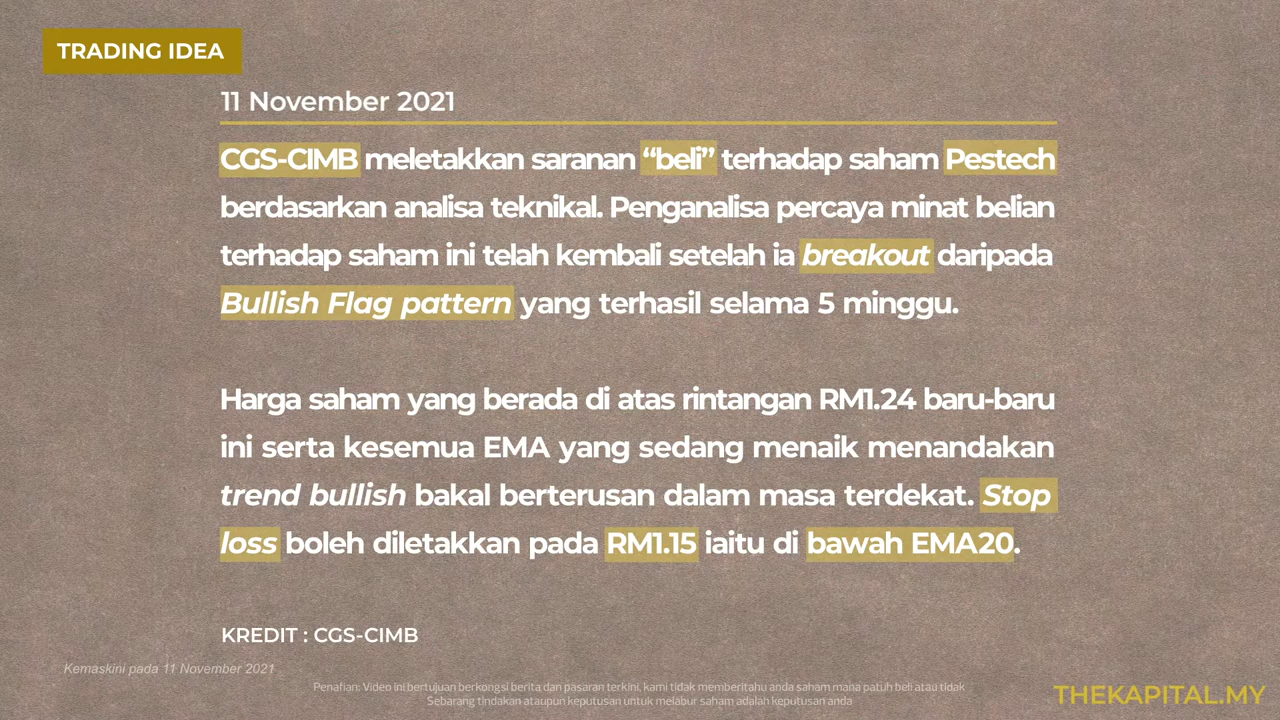 TRADING IDEA
11 November 2021
CGS-CIMB meletakkan saranan “beli” terhadap saham Pestech
berdasarkan analisa teknikal. Penganalisa percaya minat belian
terhadap saham ini telah kembali setelah ia breakout daripada
Bullish Flag pattern yang terhasil selama 5 minggu.
Harga saham yang berada di atas rintangan RM1.24 baru-baru
ini serta kesemua EMA yang sedang menaik menandakan
trend bullish bakal berterusan dalam masa terdekat. Stop
loss boleh diletakkan pada RM1.15 iaitu di bawah EMA20.
KREDIT : CGS-CIMB
Kemaskini pada 11 November 2021
Penafian: Video ini bertujuan berkongsi berita dan pasaran terkini, kami tidak memberitahu anda saham mana patuh beli atau tidak
Sebarang tindakan ataupun keputusan untuk melabur saham adalah keputusan anda
THEKAPITAL.MY